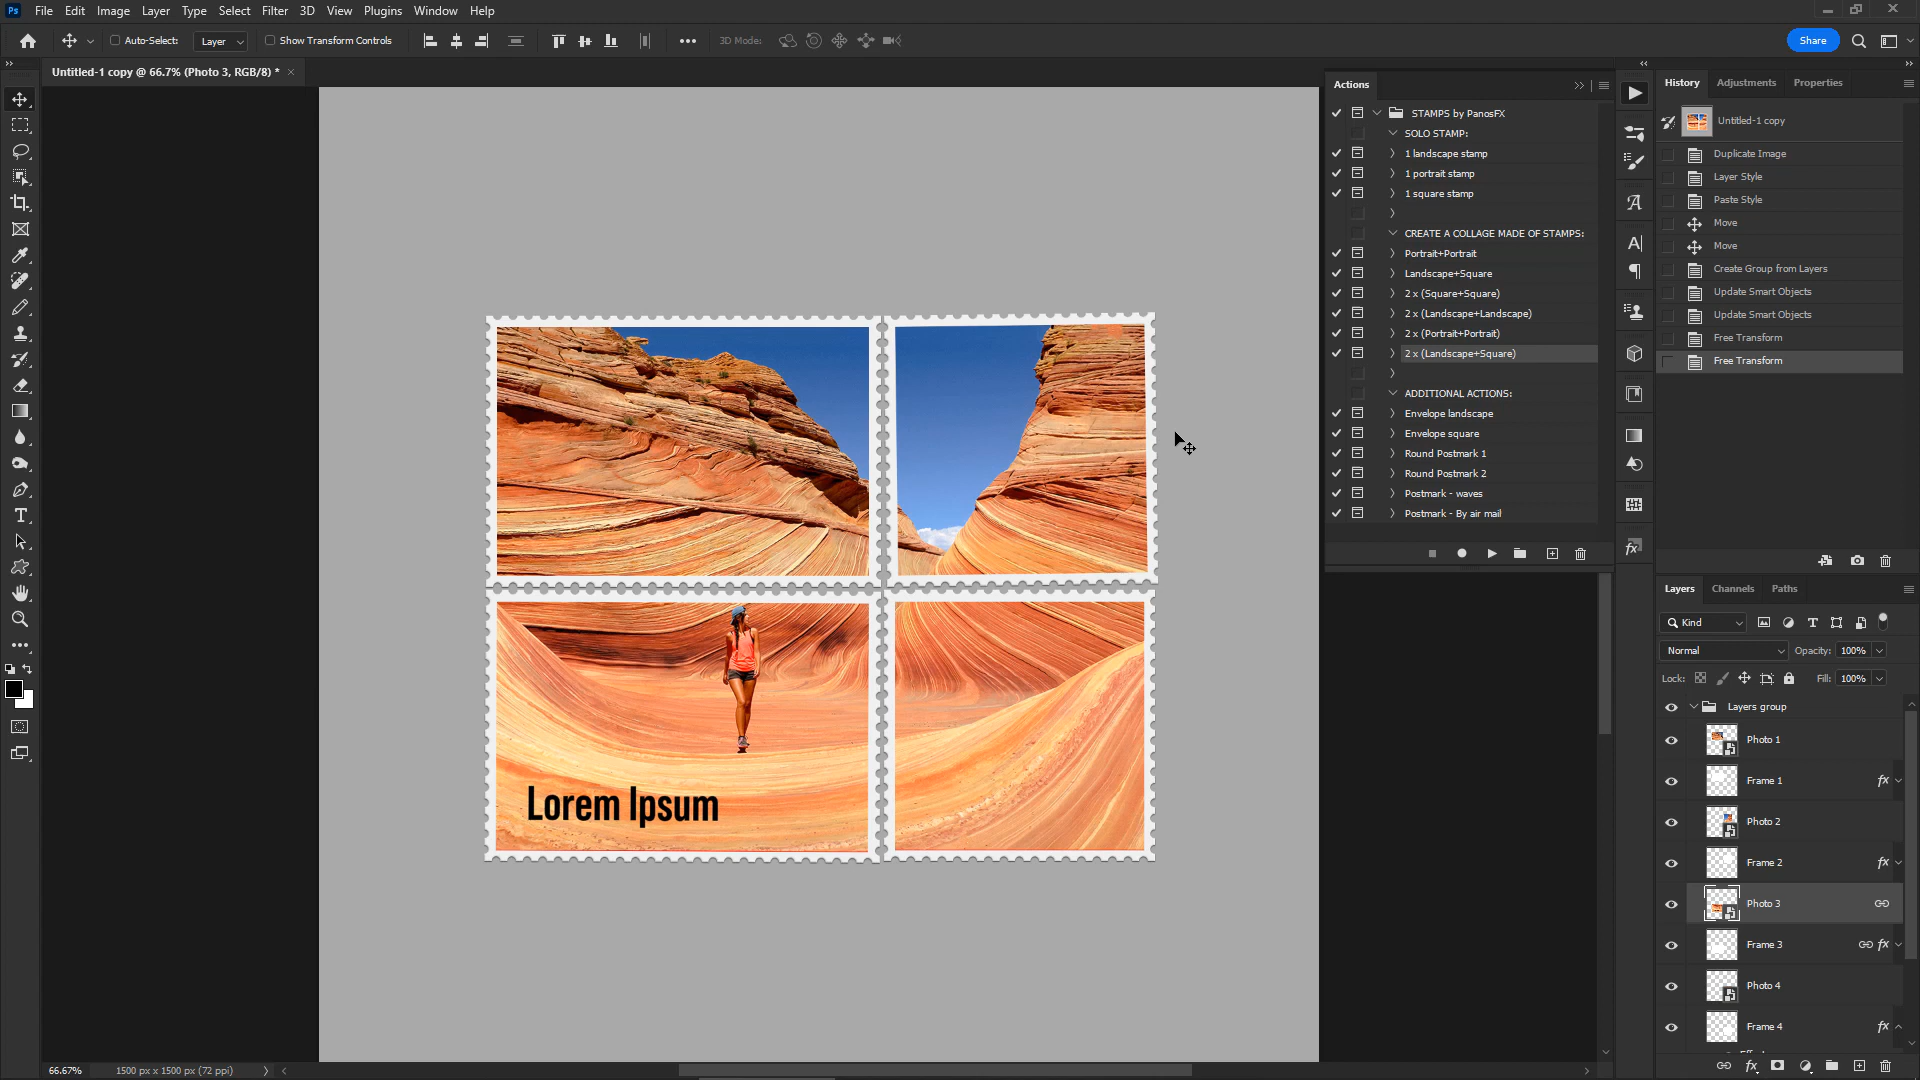 Ps File Edit Image Layer Type Select Filter 3D View Plugins Window Help
Auto-Select: Layer Show Transform Controls 3D Mode: Share
Untitled-1 copy @ 66.7% (Photo 3, RGB/8) *
Actions
STAMPS by PanosFX
SOLO STAMP:
1 landscape stamp
1 portrait stamp
1 square stamp
CREATE A COLLAGE MADE OF STAMPS:
Portrait+Portrait
Landscape+Square
2 x (Square+Square)
2 x (Landscape+Landscape)
2 x (Portrait+Portrait)
2 x (Landscape+Square)
ADDITIONAL ACTIONS:
Envelope landscape
Envelope square
Round Postmark 1
Round Postmark 2
Postmark - waves
Postmark - By air mail
History Adjustments Properties
Untitled-1 copy
Duplicate Image
Layer Style
Paste Style
Move
Move
Create Group from Layers
Update Smart Objects
Update Smart Objects
Free Transform
Free Transform
Layers Channels Paths
Kind
Normal Opacity: 100%
Lock: Fill: 100%
Layers group
Photo 1
Frame 1 fx
Photo 2
Frame 2 fx
Photo 3
Frame 3 fx
Photo 4
Frame 4 fx
Lorem Ipsum
66.67% 1500 px x 1500 px (72 ppi)